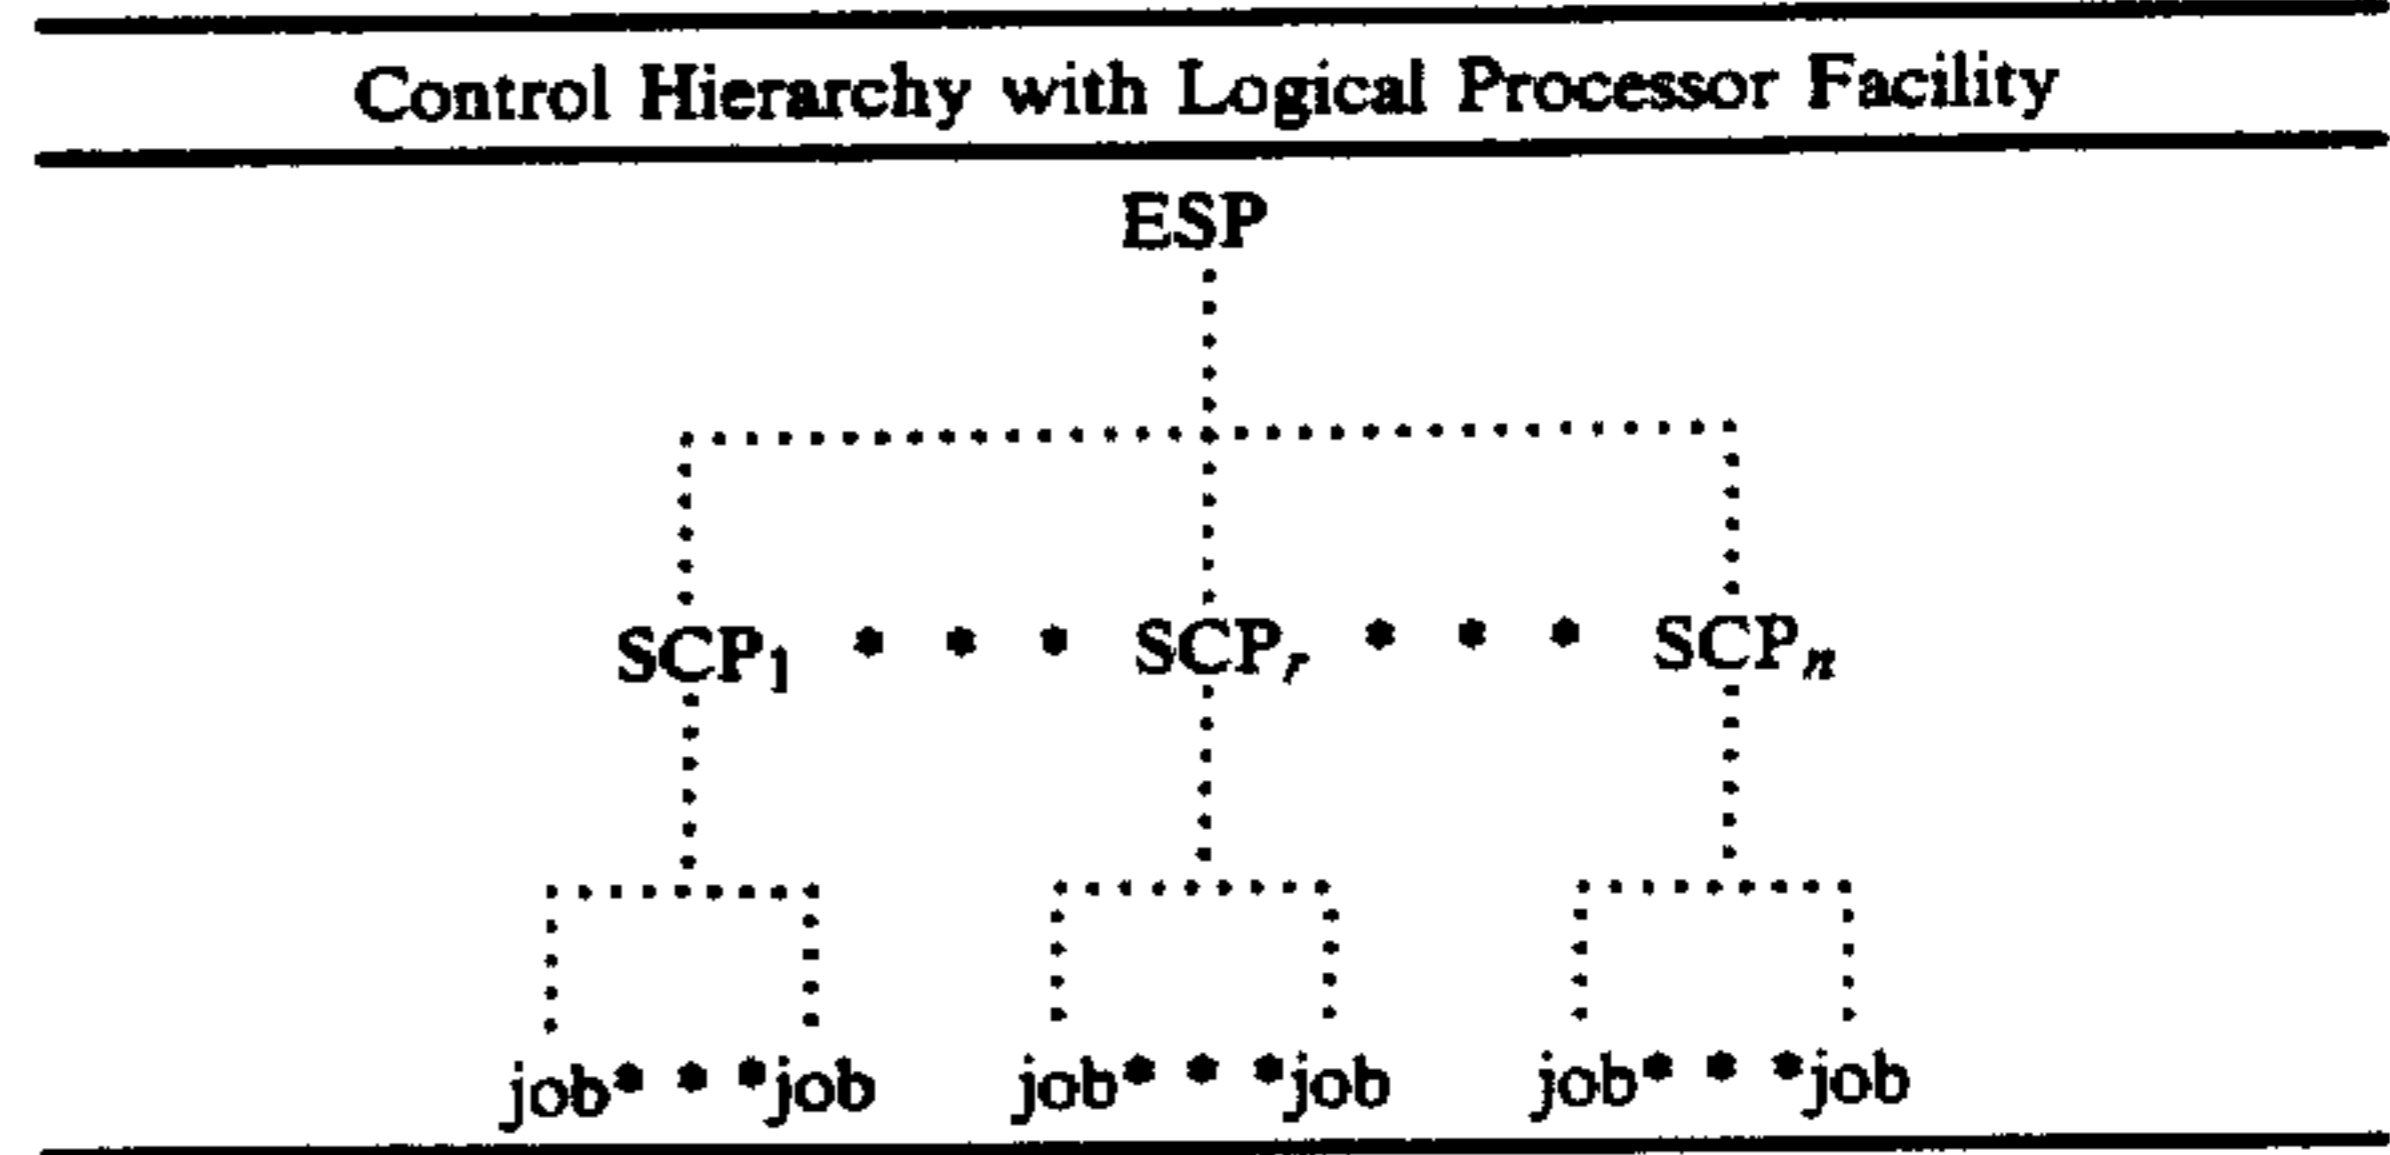 Control Hierarchy with Logical Processor Facility
ESP
SCP₁ • • • SCPᵣ • • • SCPₙ
job• • •job job• • •job job• • •job